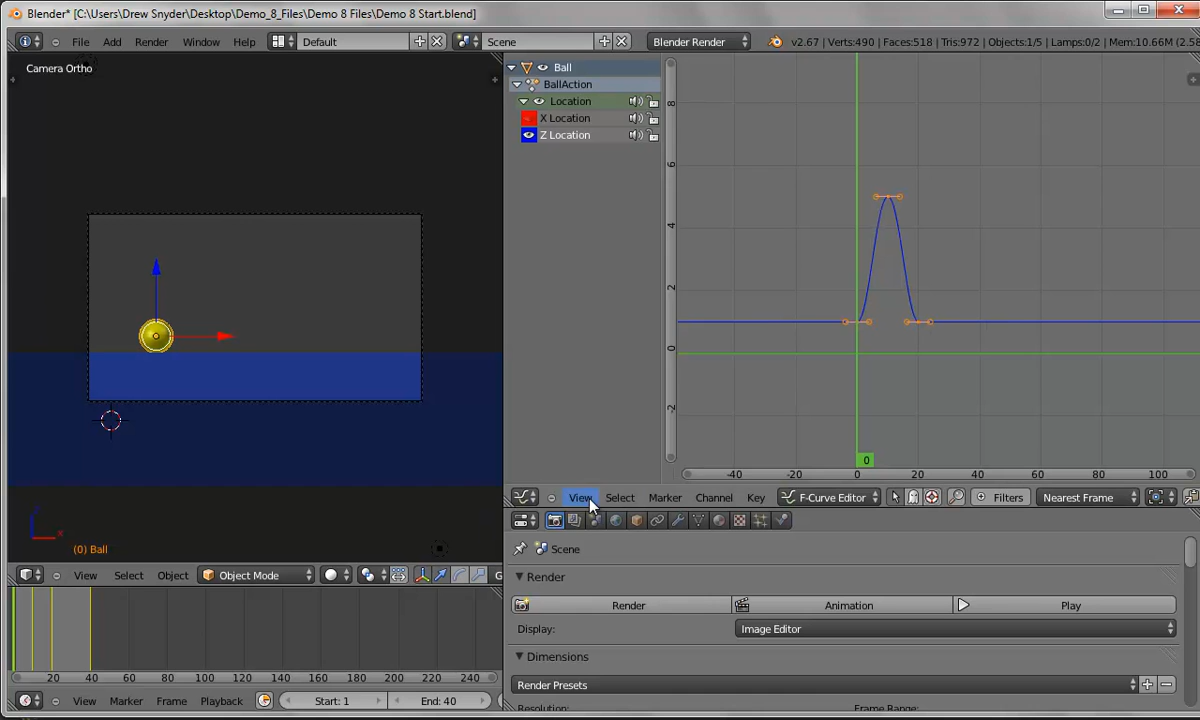 Blender* [C:\Users\Drew Snyder\Desktop\Demo_8_Files\Demo 8 Files\Demo 8 Start.blend]
File Add Render Window Help Default Scene Blender Render v2.67 | Verts:490 | Faces:518 | Tris:972 | Objects:1/5 | Lamps:0/2 | Mem:10.66M (2.58
Camera Ortho
Ball
BallAction
Location
X Location
Z Location
8
6
4
2
0
-2
0
-40 -20 0 20 40 60 80 100
View Select Marker Channel Key F-Curve Editor Filters Nearest Frame
Scene
Render
Render Animation Play
Display: Image Editor
Dimensions
Render Presets
Resolution: Frame Range:
x
(0) Ball
View Select Object Object Mode G
20 40 60 80 100 120 140 160 180 200 220 240
View Marker Frame Playback Start: 1 End: 40